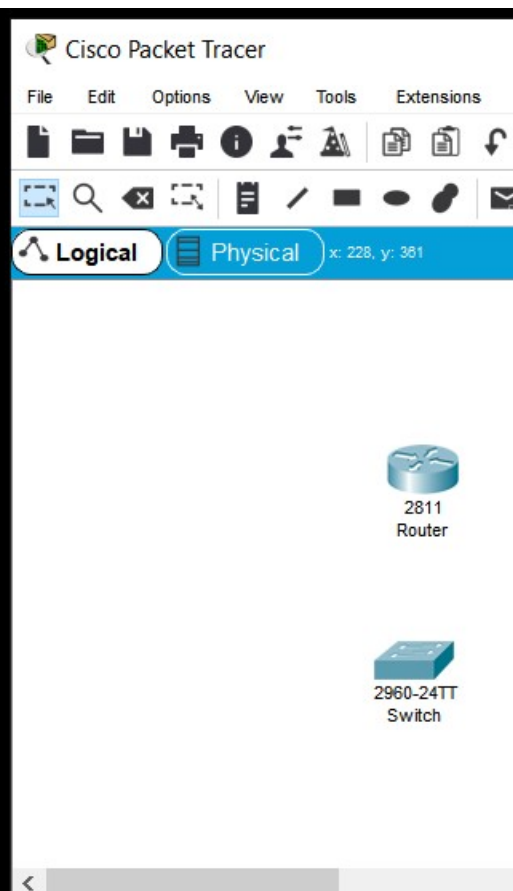 Cisco Packet Tracer
File Edit Options View Tools Extensions
Logical Physical x: 228, y: 361
2811
Router
2960-24TT
Switch